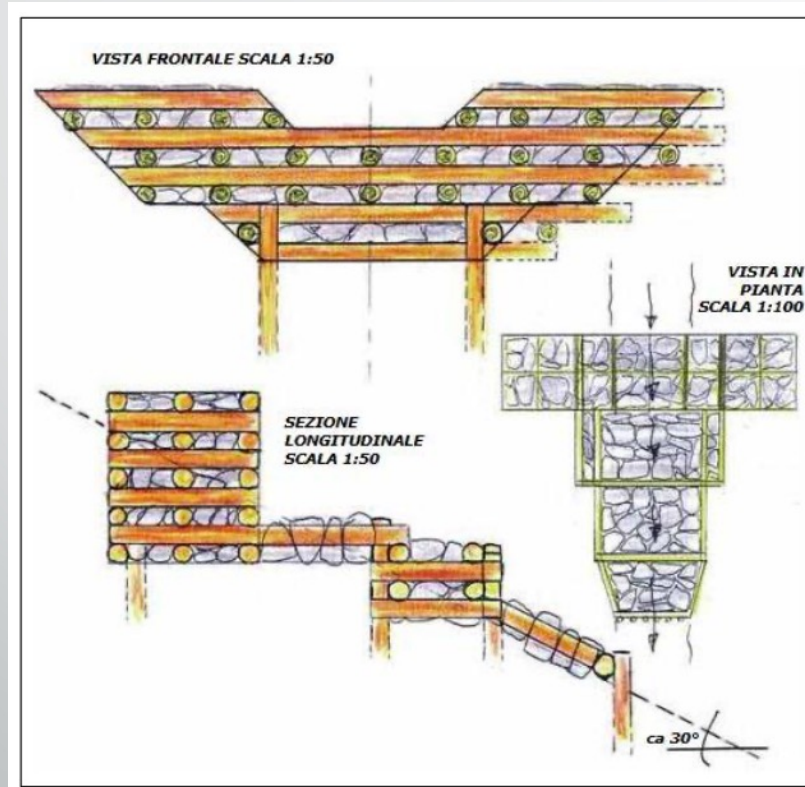 VISTA FRONTALE SCALA 1:50
VISTA IN
PIANTA
SCALA 1:100
SEZIONE
LONGITUDINALE
SCALA 1:50
ca 30°